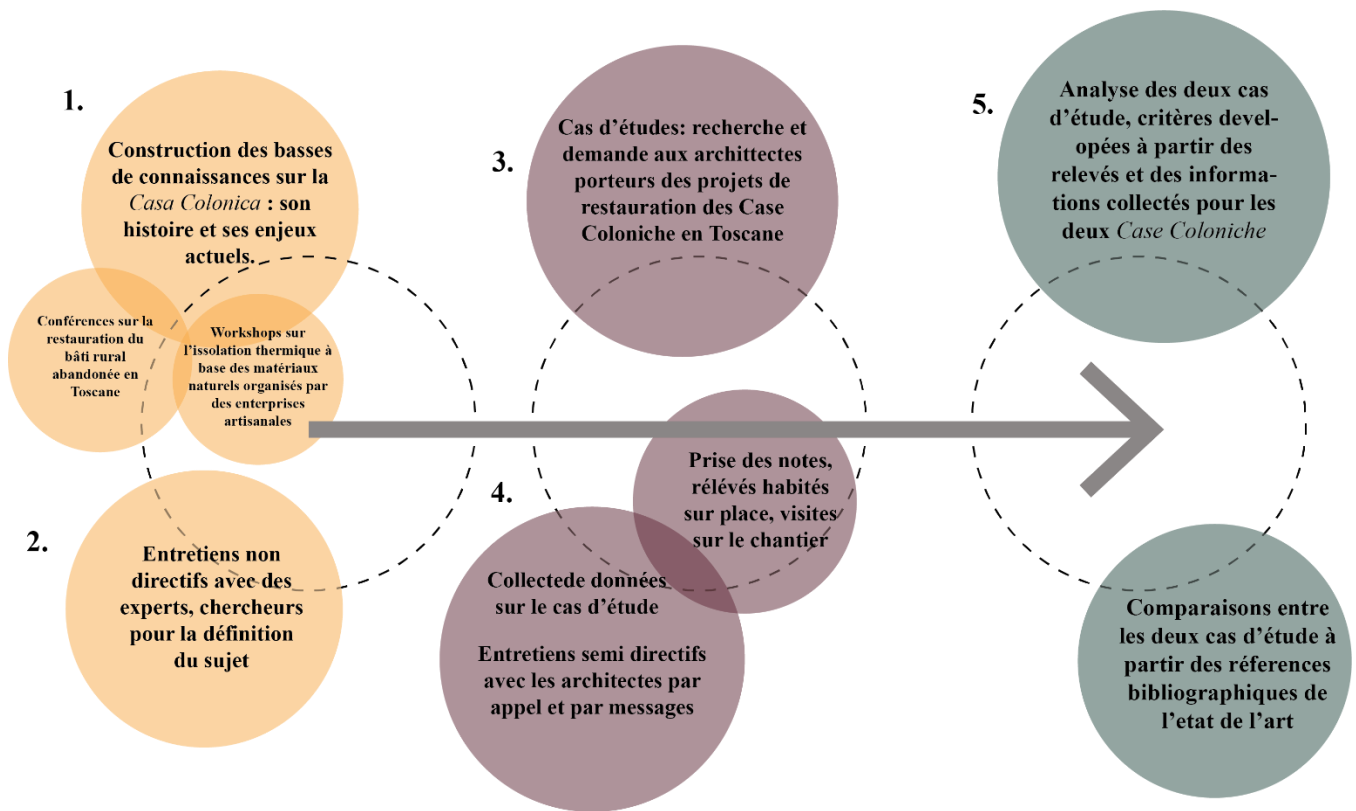 1.
Construction des basses
de connaissances sur la
Casa Colonica : son
histoire et ses enjeux
actuels.
Conférences sur la
restauration du
bâti rural
abandonée en
Toscane
Workshops sur
l’issolation thermique à
base des matériaux
naturels organisés par
des enterprises
artisanales
2.
Entretiens non
directifs avec des
experts, chercheurs
pour la définition
du sujet
3.
Cas d’études: recherche et
demande aux archittectes
porteurs des projets de
restauration des Case
Coloniche en Toscane
4.
Prise des notes,
rélévés habités
sur place, visites
sur le chantier
Collectede données
sur le cas d’étude
Entretiens semi directifs
avec les architectes par
appel et par messages
5.
Analyse des deux cas
d’étude, critères devel-
opées à partir des
relevés et des informa-
tions collectés pour les
deux Case Coloniche
Comparaisons entre
les deux cas d’étude à
partir des réferences
bibliographiques de
l’etat de l’art